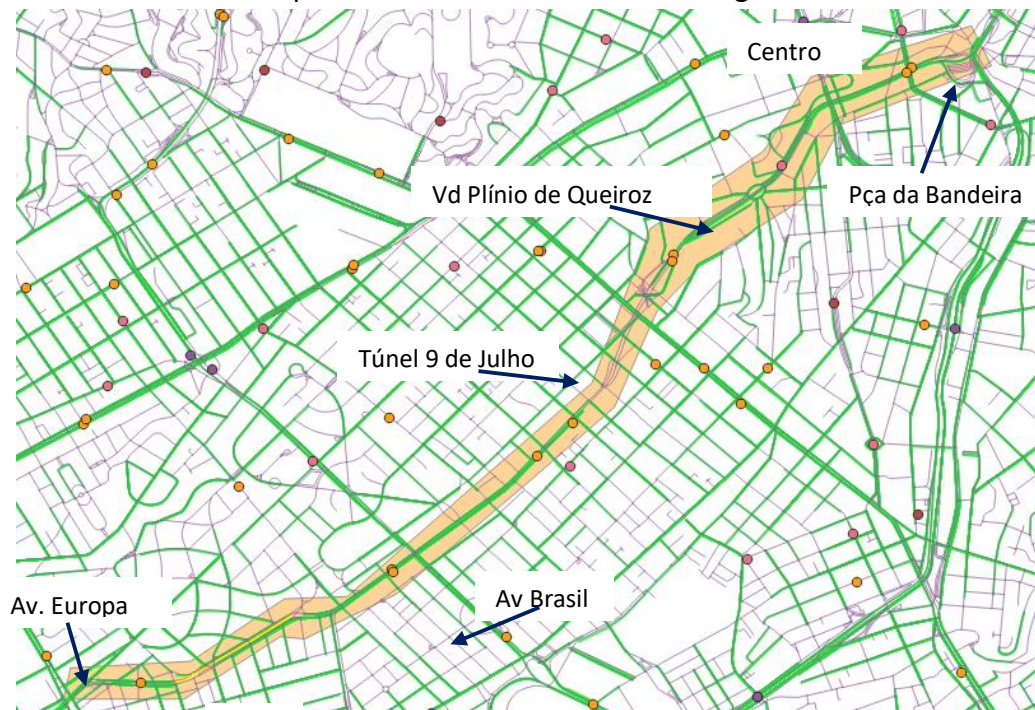 Centro
Vd Plínio de Queiroz
Pça da Bandeira
Túnel 9 de Julho
Av. Europa
Av Brasil